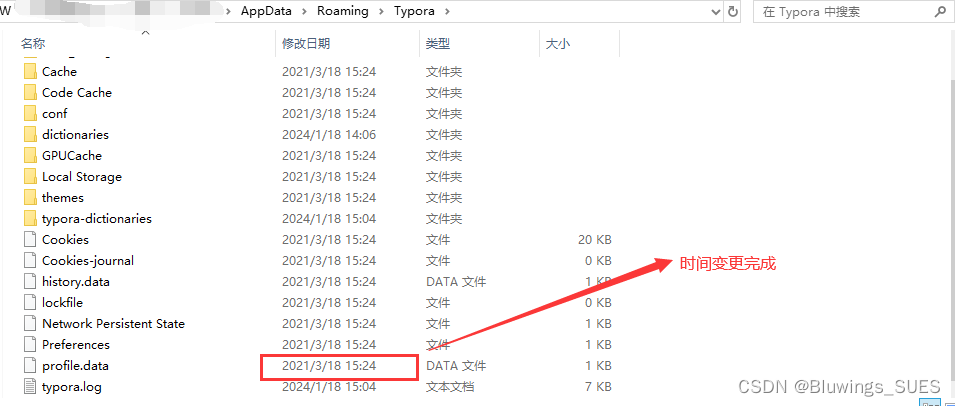 W > AppData > Roaming > Typora > 在 Typora 中搜索
名称 修改日期 类型 大小
Cache 2021/3/18 15:24 文件夹
Code Cache 2021/3/18 15:24 文件夹
conf 2021/3/18 15:24 文件夹
dictionaries 2024/1/18 14:06 文件夹
GPUCache 2021/3/18 15:24 文件夹
Local Storage 2021/3/18 15:24 文件夹
themes 2021/3/18 15:24 文件夹
typora-dictionaries 2024/1/18 15:04 文件夹
Cookies 2021/3/18 15:24 文件 20 KB
Cookies-journal 2021/3/18 15:24 文件 0 KB
时间变更完成
history.data 2021/3/18 15:24 DATA 文件 1 KB
lockfile 2021/3/18 15:24 文件 0 KB
Network Persistent State 2021/3/18 15:24 文件 1 KB
Preferences 2021/3/18 15:24 文件 1 KB
profile.data 2021/3/18 15:24 DATA 文件 1 KB
typora.log 2024/1/18 15:04 文本文档 7 KB
CSDN @Bluwings_SUES